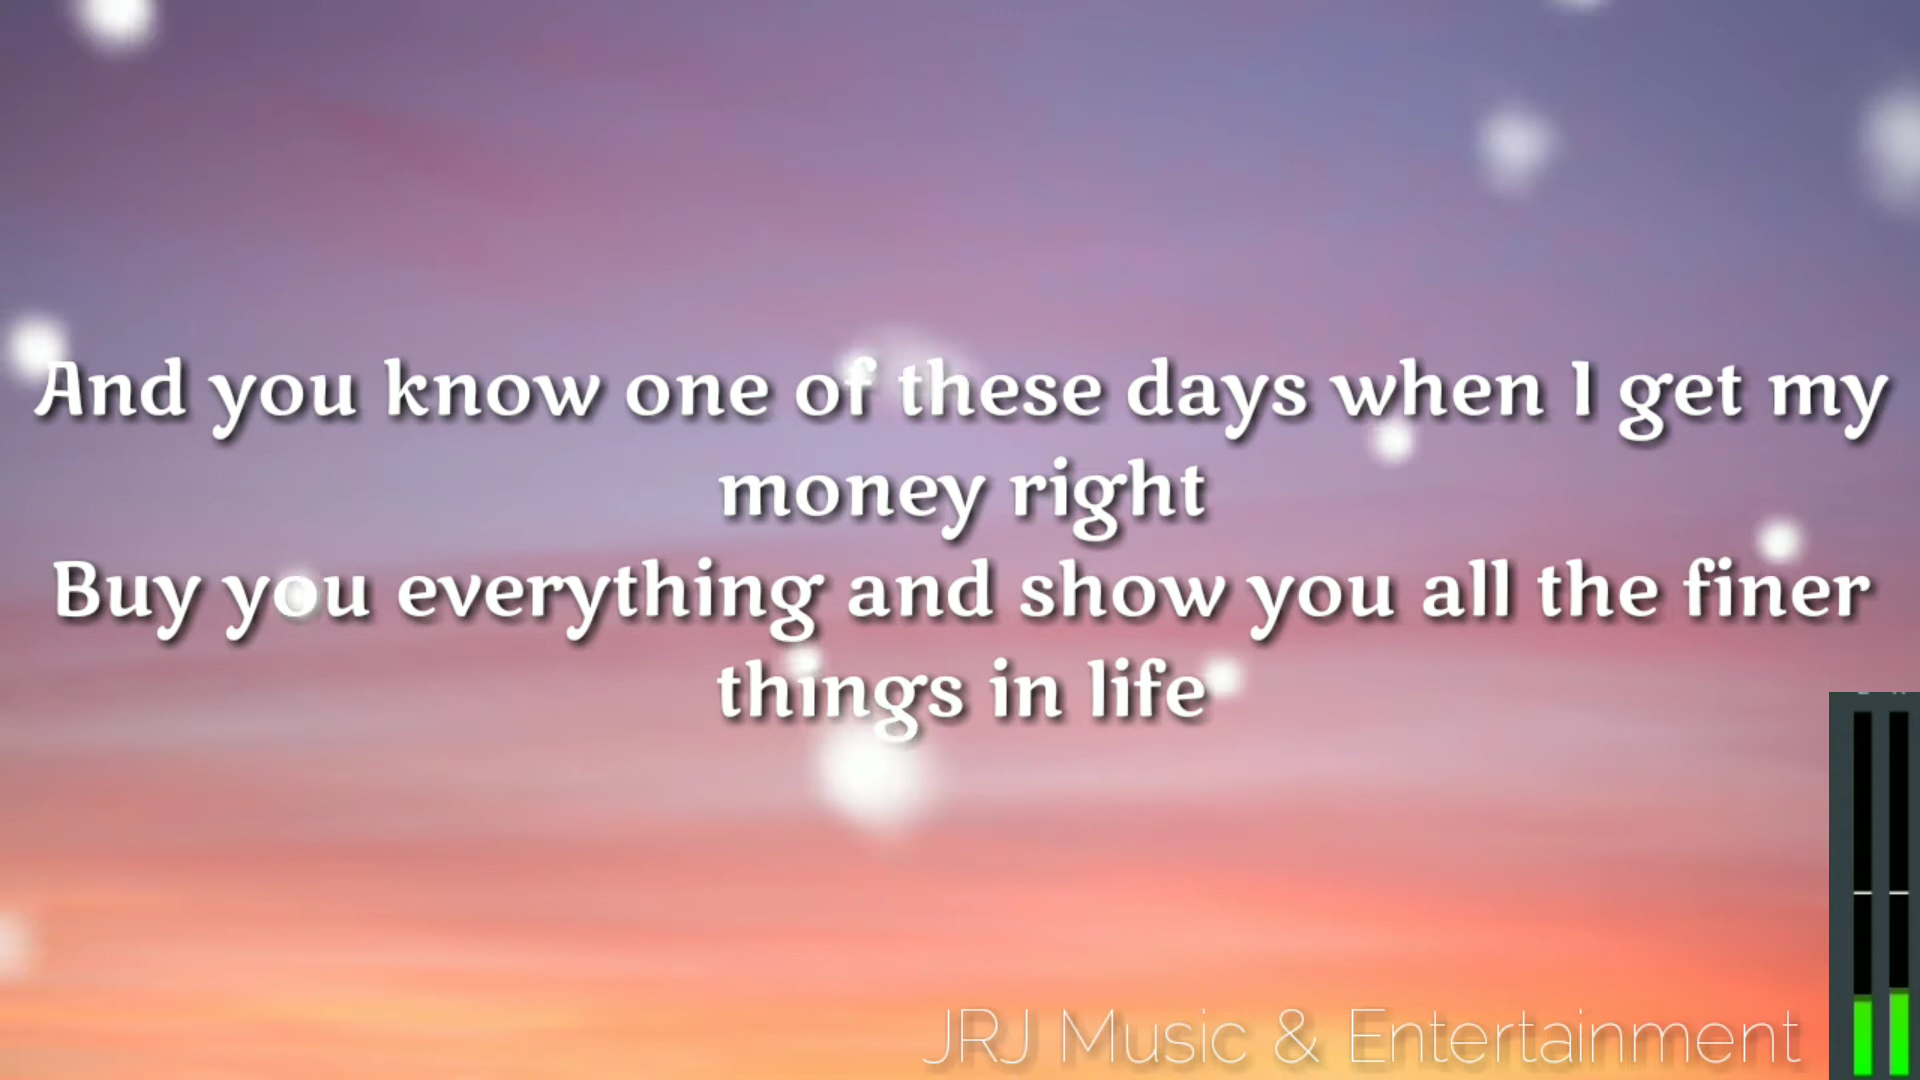 And you know one of these days when I get my
money right
Buy you everything and show you all the finer
things in life
JRJ Music & Entertainment